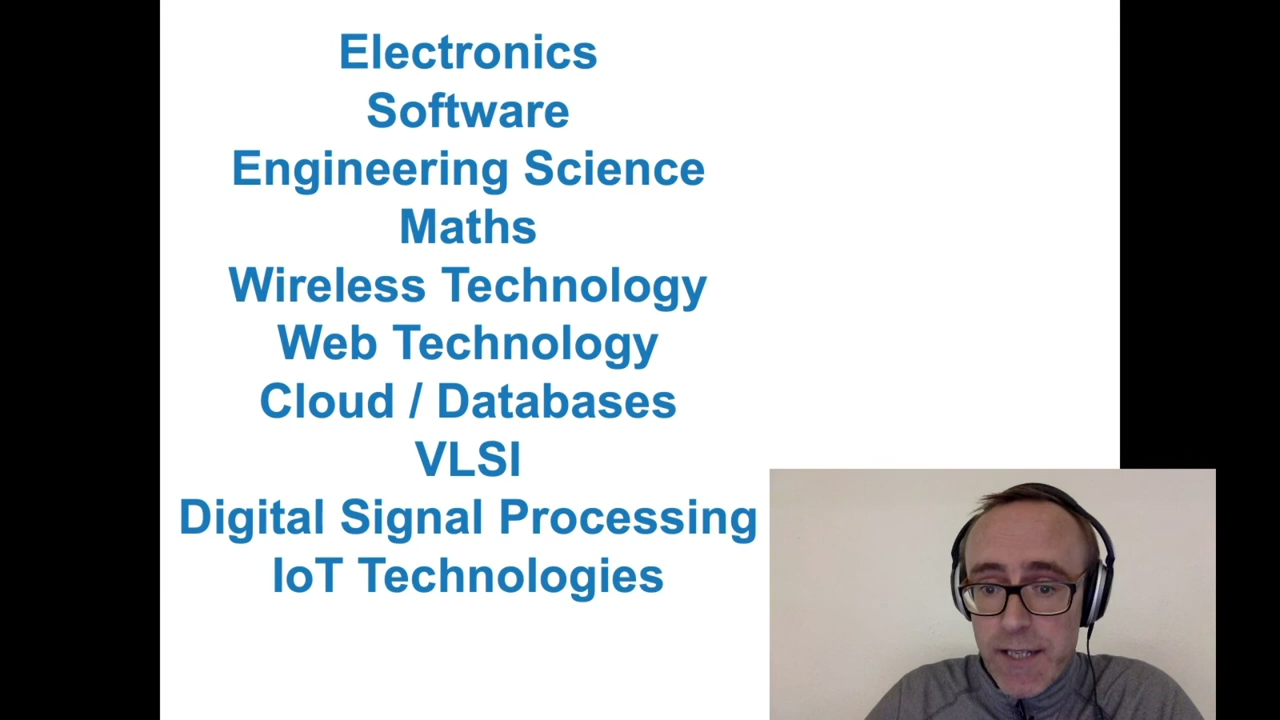 Electronics
Software
Engineering Science
Maths
Wireless Technology
Web Technology
Cloud / Databases
VLSI
Digital Signal Processing
IoT Technologies